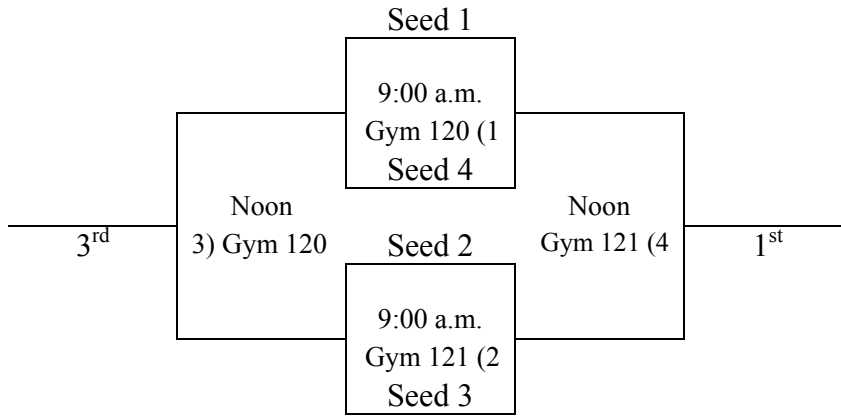 Seed 1
9:00 a.m.
Gym 120 (1
Seed 4
Noon
3) Gym 120
3rd
Noon
Gym 121 (4
1st
Seed 2
9:00 a.m.
Gym 121 (2
Seed 3